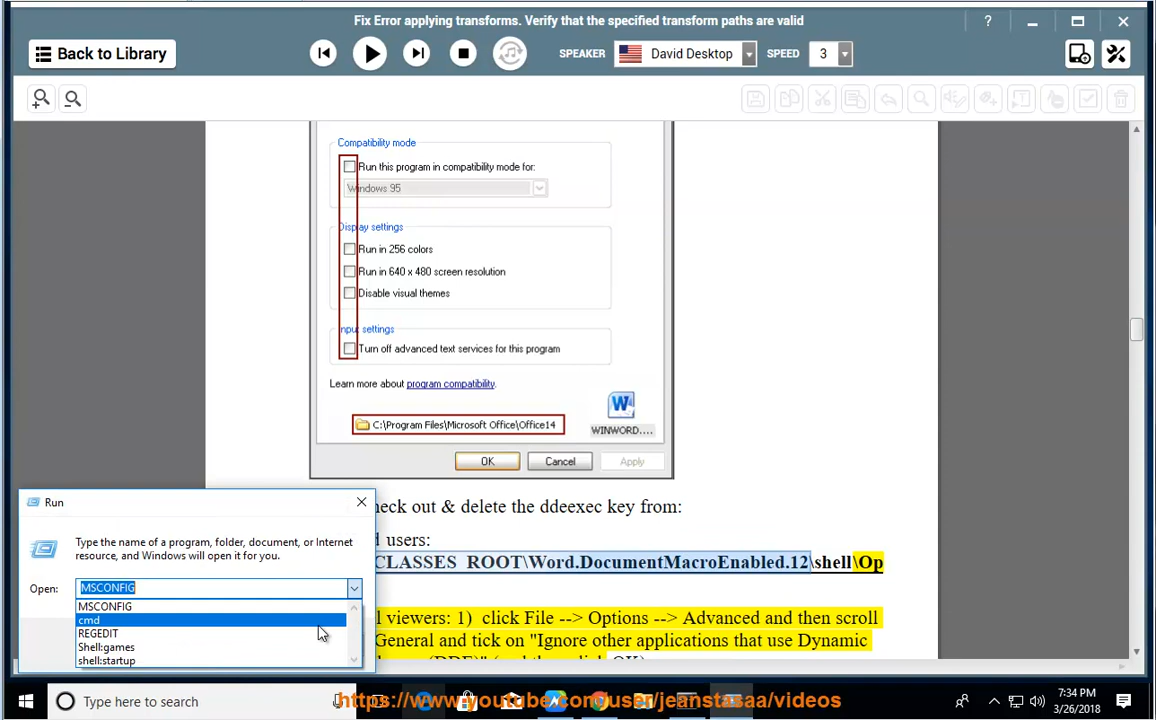 Fix Error applying transforms. Verify that the specified transform paths are valid
Back to Library
SPEAKER
David Desktop
SPEED
3
Compatibility mode
Run this program in compatibility mode for:
Windows 95
Display settings
Run in 256 colors
Run in 640 x 480 screen resolution
Disable visual themes
Input settings
Turn off advanced text services for this program
Learn more about program compatibility.
C:\Program Files\Microsoft Office\Office14
WINWORD....
OK Cancel Apply
eck out & delete the ddeexec key from:
d users:
CLASSES_ROOT\Word.DocumentMacroEnabled.12\shell\Op
l viewers: 1) click File --> Options --> Advanced and then scroll
General and tick on "Ignore other applications that use Dynamic
Run
Type the name of a program, folder, document, or Internet
resource, and Windows will open it for you.
Open: MSCONFIG
MSCONFIG
cmd
REGEDIT
Shell:games
shell:startup
Type here to search
https://www.youtube.com/user/jeanstasaa/videos
7:34 PM
3/26/2018